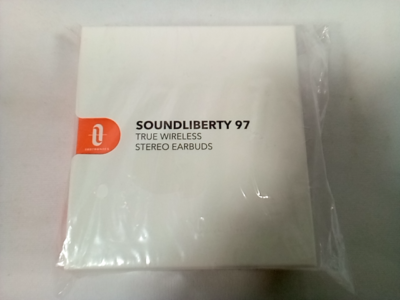 SOUNDLIBERTY 97
TRUE WIRELESS
STEREO EARBUDS